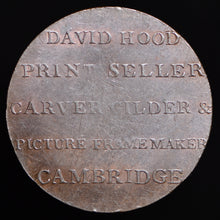 DAVID HOOD
PRINT SELLER
CARVER GILDER &
PICTURE FRAME MAKER
CAMBRIDGE